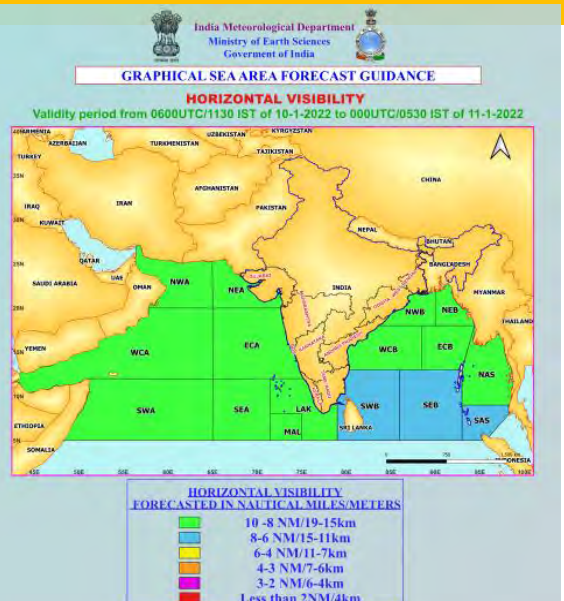 India Meteorological Department
Ministry of Earth Sciences
Goverment of India
GRAPHICAL SEA AREA FORECAST GUIDANCE
HORIZONTAL VISIBILITY
Validity period from 0600UTC/1130 IST of 10-1-2022 to 000UTC/0530 IST of 11-1-2022
ARMENIA
AZERBAIJAN
UZBEKISTAN
KYRGYZSTAN
TURKEY
TURKMENISTAN
TAJIKISTAN
CHINA
AFGHANISTAN
IRAQ
IRAN
PAKISTAN
KUWAIT
NEPAL
BHUTAN
QATAR
UAE
BANGLADESH
SAUDI ARABIA
OMAN
NWA
NEA
INDIA
MYANMAR
NWB
NEB
THAILAND
YEMEN
WCA
ECA
WCB
ECB
NAS
SWA
SEA
LAK
SWB
SEB
SAS
ETHIOPIA
MAL
SRI LANKA
SOMALIA
HORIZONTAL VISIBILITY
FORECASTED IN NAUTICAL MILES/METERS
10 -8 NM/19-15km
8-6 NM/15-11km
6-4 NM/11-7km
4-3 NM/7-6km
3-2 NM/6-4km
Less than 2NM/4km